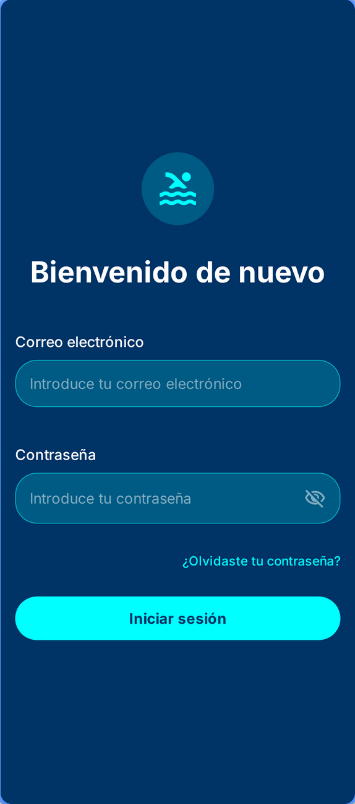 Bienvenido de nuevo
Correo electrónico
Introduce tu correo electrónico
Contraseña
Introduce tu contraseña
¿Olvidaste tu contraseña?
Iniciar sesión